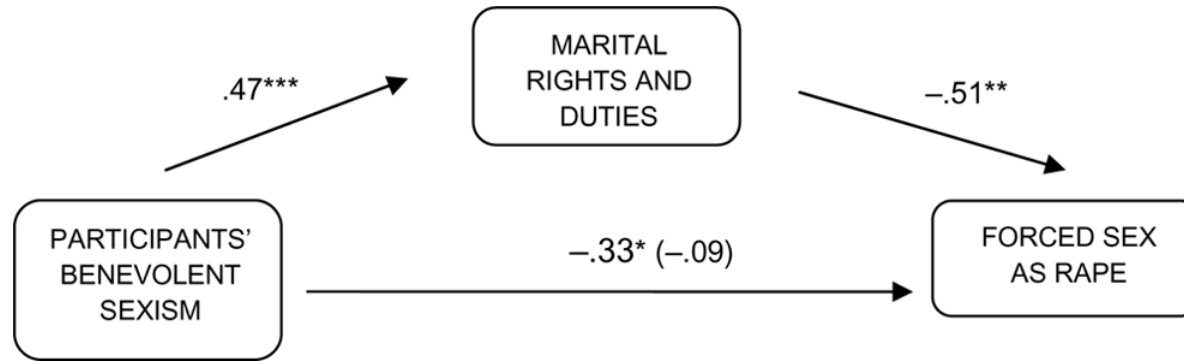 MARITAL
RIGHTS AND
DUTIES
.47***
–.51**
PARTICIPANTS’
BENEVOLENT
SEXISM
–.33* (–.09)
FORCED SEX
AS RAPE